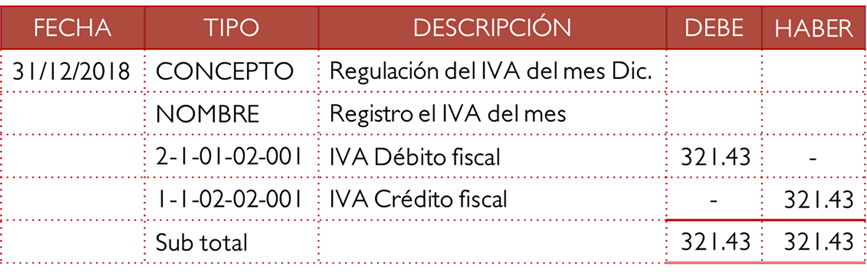 FECHA TIPO DESCRIPCIÓN DEBE HABER
31/12/2018 CONCEPTO Regulación del IVA del mes Dic.
NOMBRE Registro el IVA del mes
2-1-01-02-001 IVA Débito fiscal 321.43 -
1-1-02-02-001 IVA Crédito fiscal - 321.43
Sub total 321.43 321.43